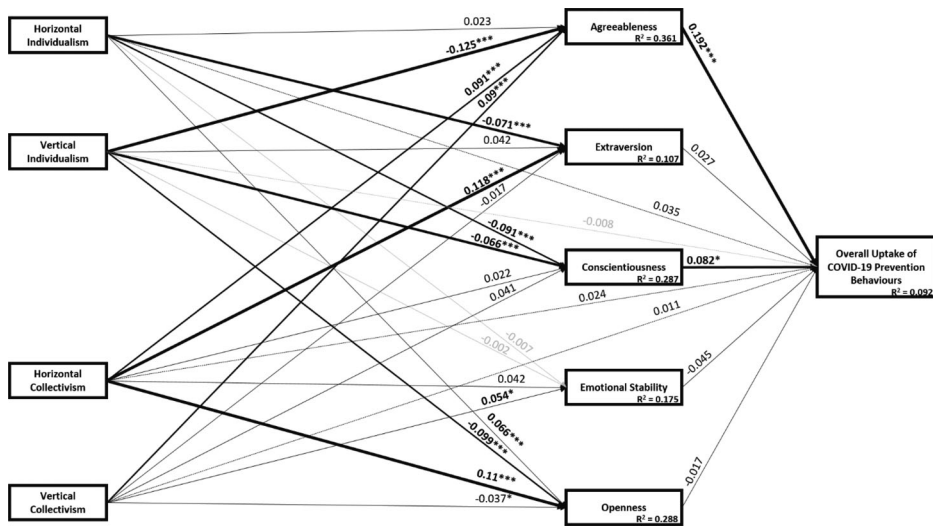 Horizontal
Individualism
Vertical
Individualism
Horizontal
Collectivism
Vertical
Collectivism
0.023
-0.125***
0.091***
0.09***
-0.071***
0.042
0.118***
-0.017
0.035
-0.008
-0.091***
-0.066***
0.022
0.041
0.024
0.011
-0.007
-0.002
0.042
0.054*
0.066***
-0.099***
0.11***
-0.037*
Agreeableness
R² = 0.361
Extraversion
R² = 0.107
Conscientiousness
R² = 0.287
Emotional Stability
R² = 0.175
Openness
R² = 0.288
0.192***
0.027
0.082*
-0.045
-0.017
Overall Uptake of
COVID-19 Prevention
Behaviours
R² = 0.092